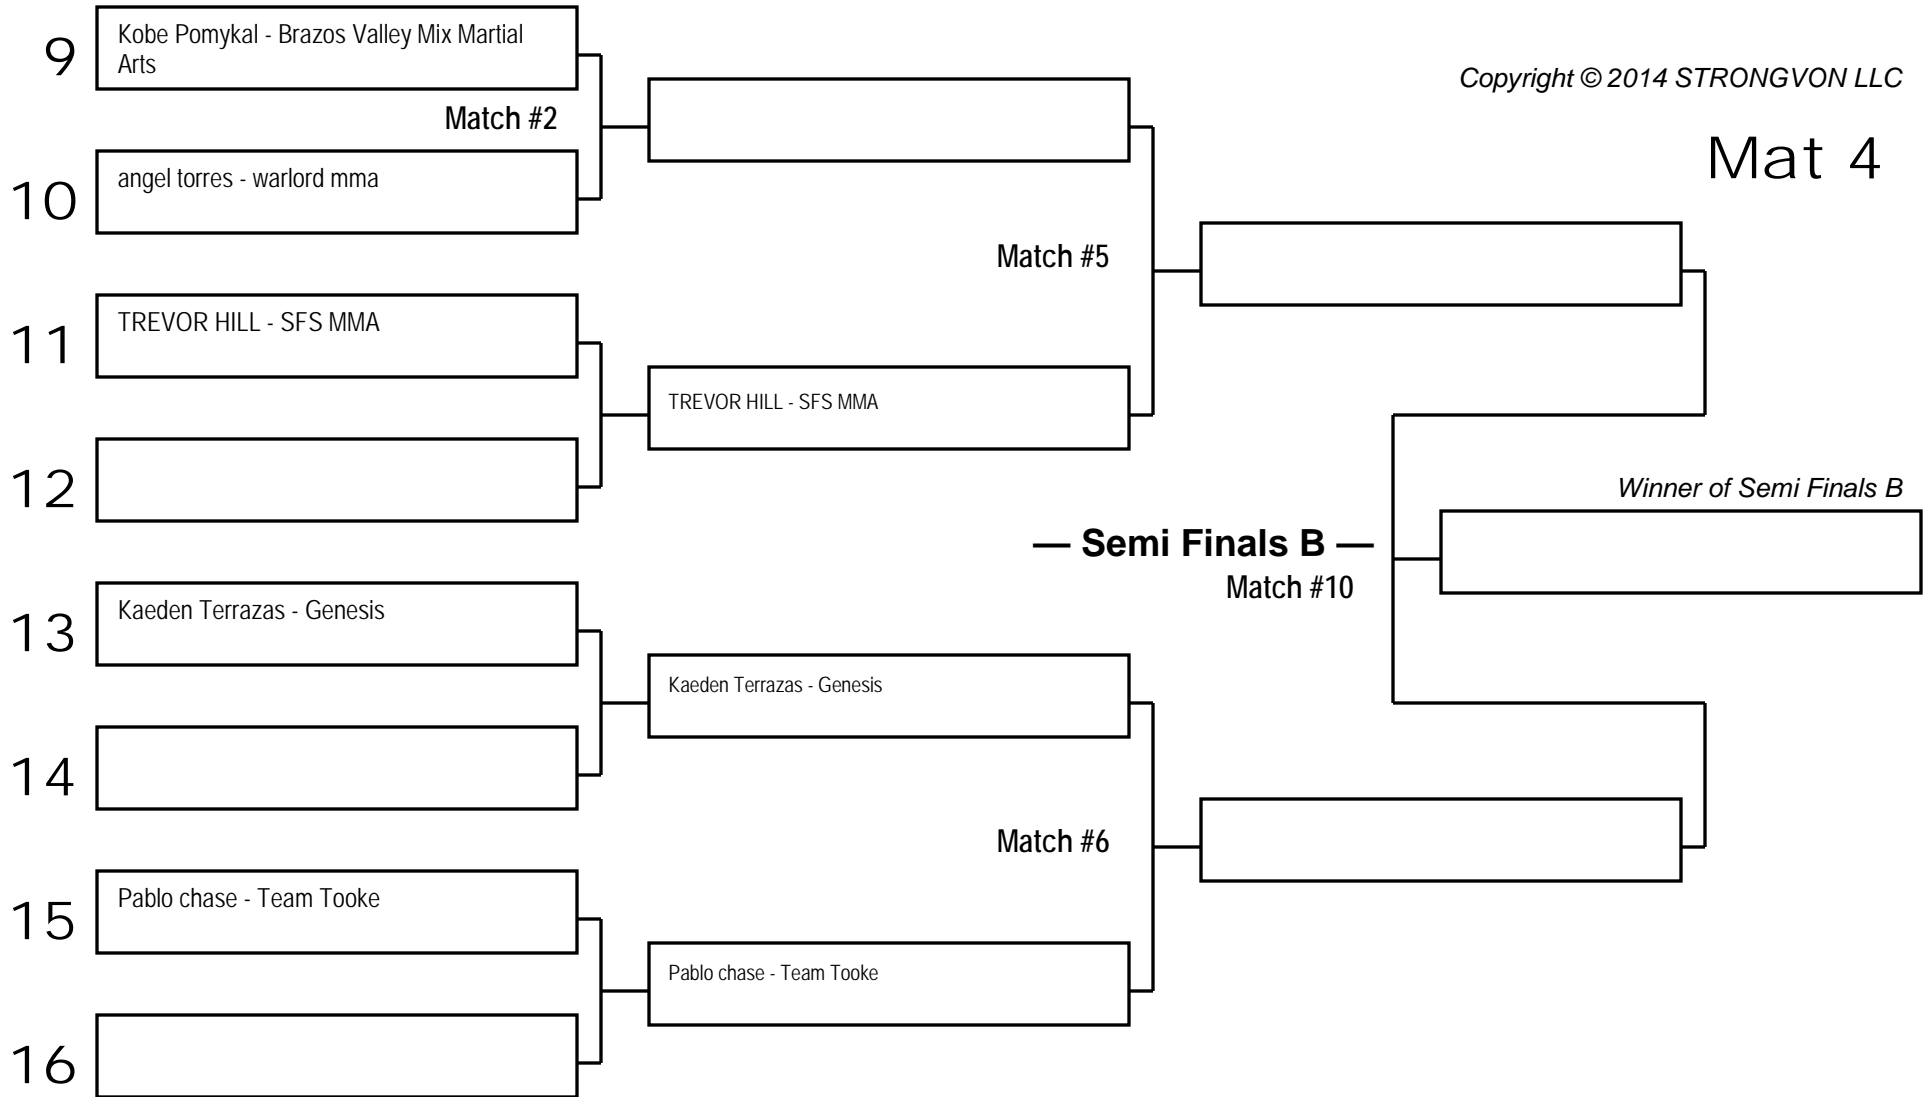 9
Kobe Pomykal - Brazos Valley Mix Martial
Arts
Copyright © 2014 STRONGVON LLC
Match #2
Mat 4
10
angel torres - warlord mma
Match #5
11
TREVOR HILL - SFS MMA
TREVOR HILL - SFS MMA
12
Winner of Semi Finals B
— Semi Finals B —
Match #10
13
Kaeden Terrazas - Genesis
Kaeden Terrazas - Genesis
14
Match #6
15
Pablo chase - Team Tooke
Pablo chase - Team Tooke
16